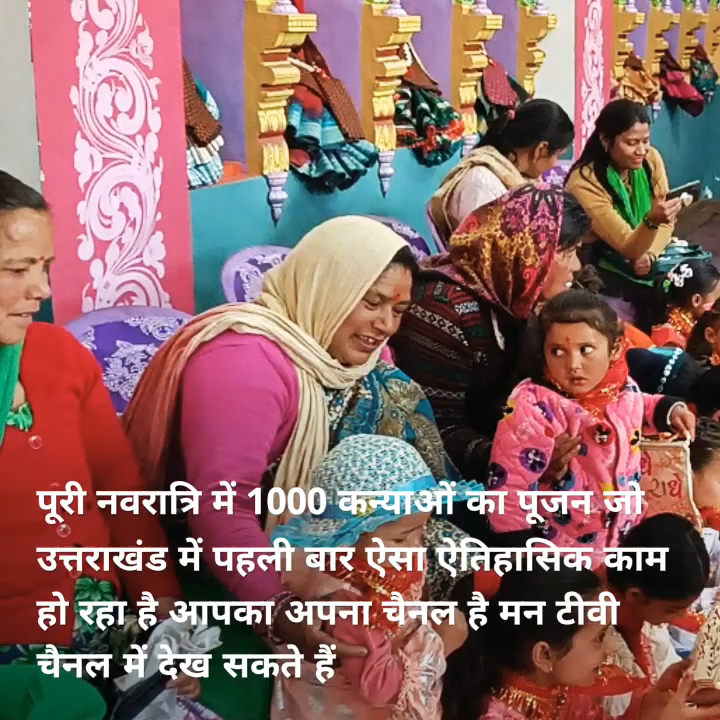 पूरी नवरात्रि में 1000 कन्याओं का पूजन जो
उत्तराखंड में पहली बार ऐसा ऐतिहासिक काम
हो रहा है आपका अपना चैनल है मन टीवी
चैनल में देख सकते हैं
राधे